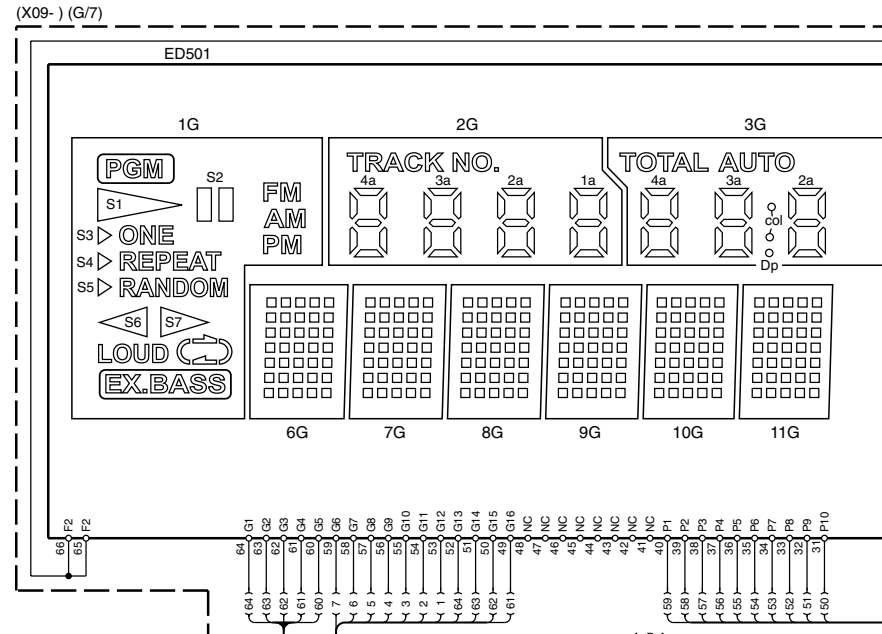 (X09- ) (G/7)
ED501
1G 2G 3G
PGM
S1
S2
FM
AM
PM
S3 ONE
S4 REPEAT
S5 RANDOM
S6 S7
LOUD
EX.BASS
TRACK NO.
4a 3a 2a 1a
TOTAL AUTO
4a 3a 2a
col
Dp
6G 7G 8G 9G 10G 11G
F2 F2 G1 G2 G3 G4 G5 G6 G7 G8 G9 G10 G11 G12 G13 G14 G15 G16 NC NC NC NC NC NC NC NC P1 P2 P3 P4 P5 P6 P7 P8 P9 P10
66 65 64 63 62 61 60 59 58 57 56 55 54 53 52 51 50 49 48 47 46 45 44 43 42 41 40 39 38 37 36 35 34 33 32 31
64 63 62 61 60 7 6 5 4 3 2 1 64 63 62 61 59 58 57 56 55 54 53 52 51 50